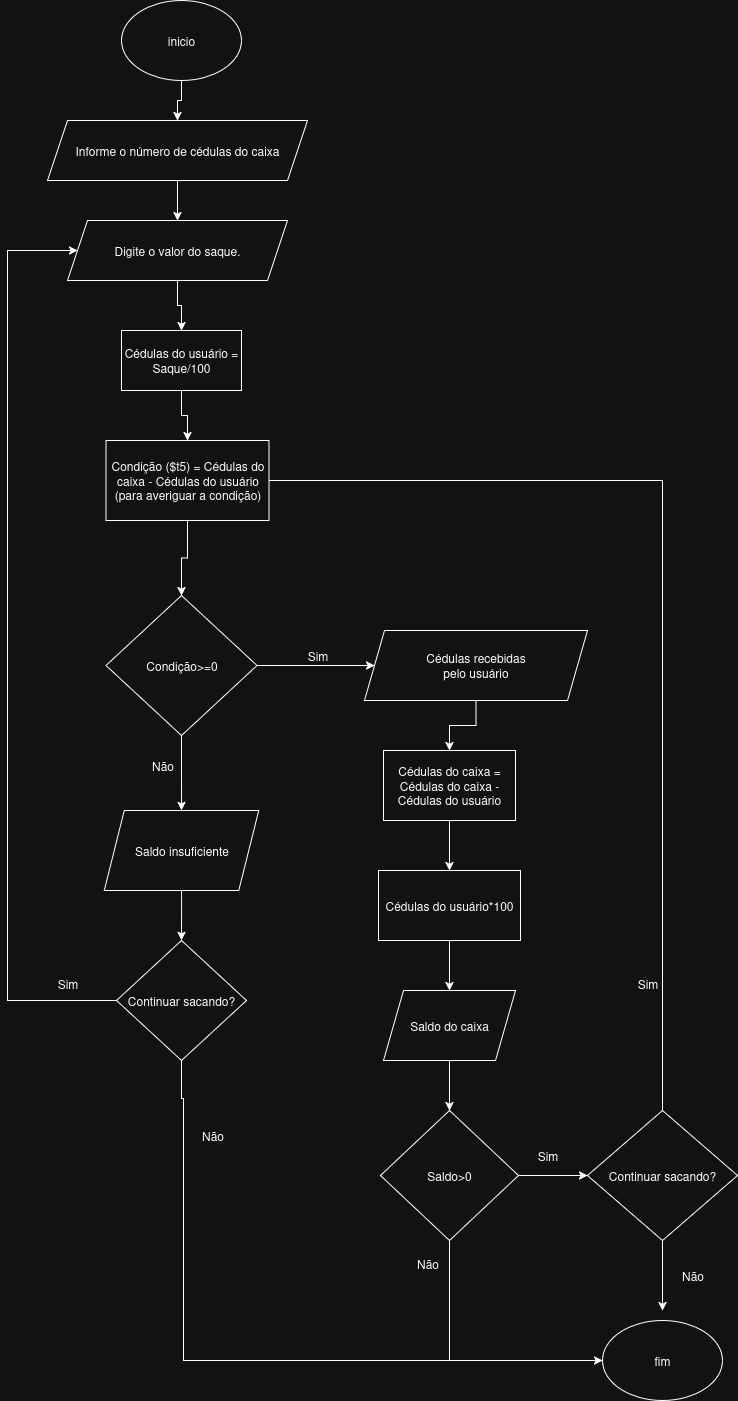 inicio
Informe o número de cédulas do caixa
Digite o valor do saque.
Cédulas do usuário =
Saque/100
Condição ($t5) = Cédulas do
caixa - Cédulas do usuário
(para averiguar a condição)
Condição>=0
Sim
Cédulas recebidas
pelo usuário
Não
Cédulas do caixa =
Cédulas do caixa -
Cédulas do usuário
Saldo insuficiente
Cédulas do usuário*100
Sim
Continuar sacando?
Sim
Saldo do caixa
Não
Saldo>0
Sim
Continuar sacando?
Não
Não
fim